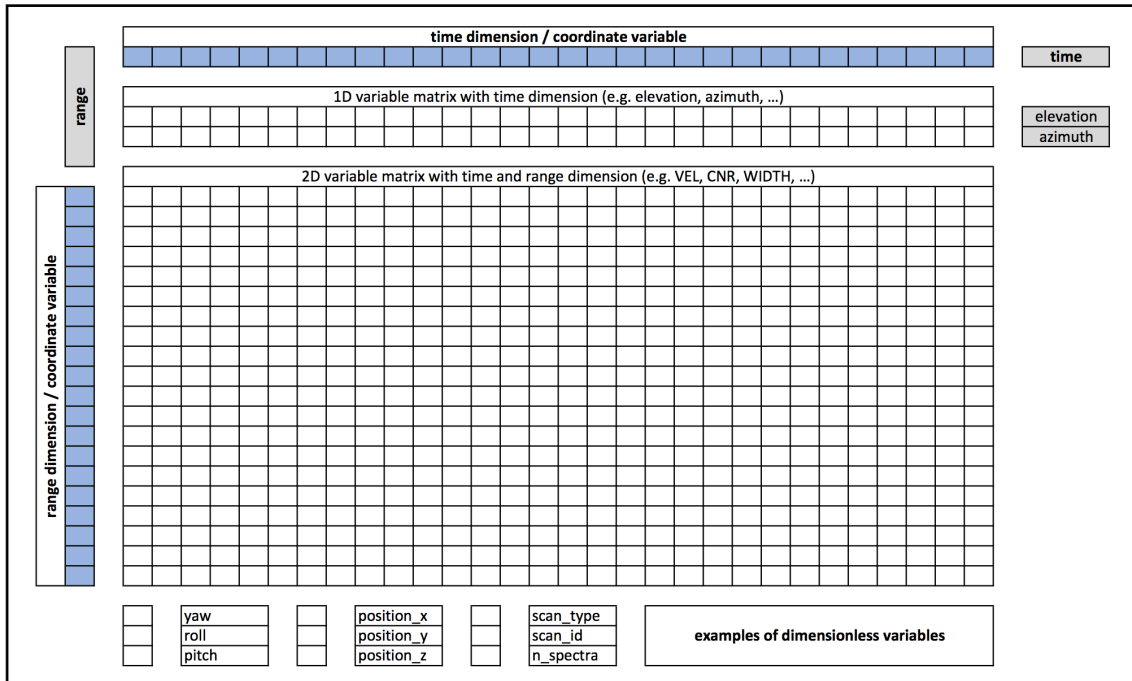 time dimension / coordinate variable
time
range
1D variable matrix with time dimension (e.g. elevation, azimuth, ...)
elevation
azimuth
2D variable matrix with time and range dimension (e.g. VEL, CNR, WIDTH, ...)
range dimension / coordinate variable
yaw
roll
pitch
position_x
position_y
position_z
scan_type
scan_id
n_spectra
examples of dimensionless variables